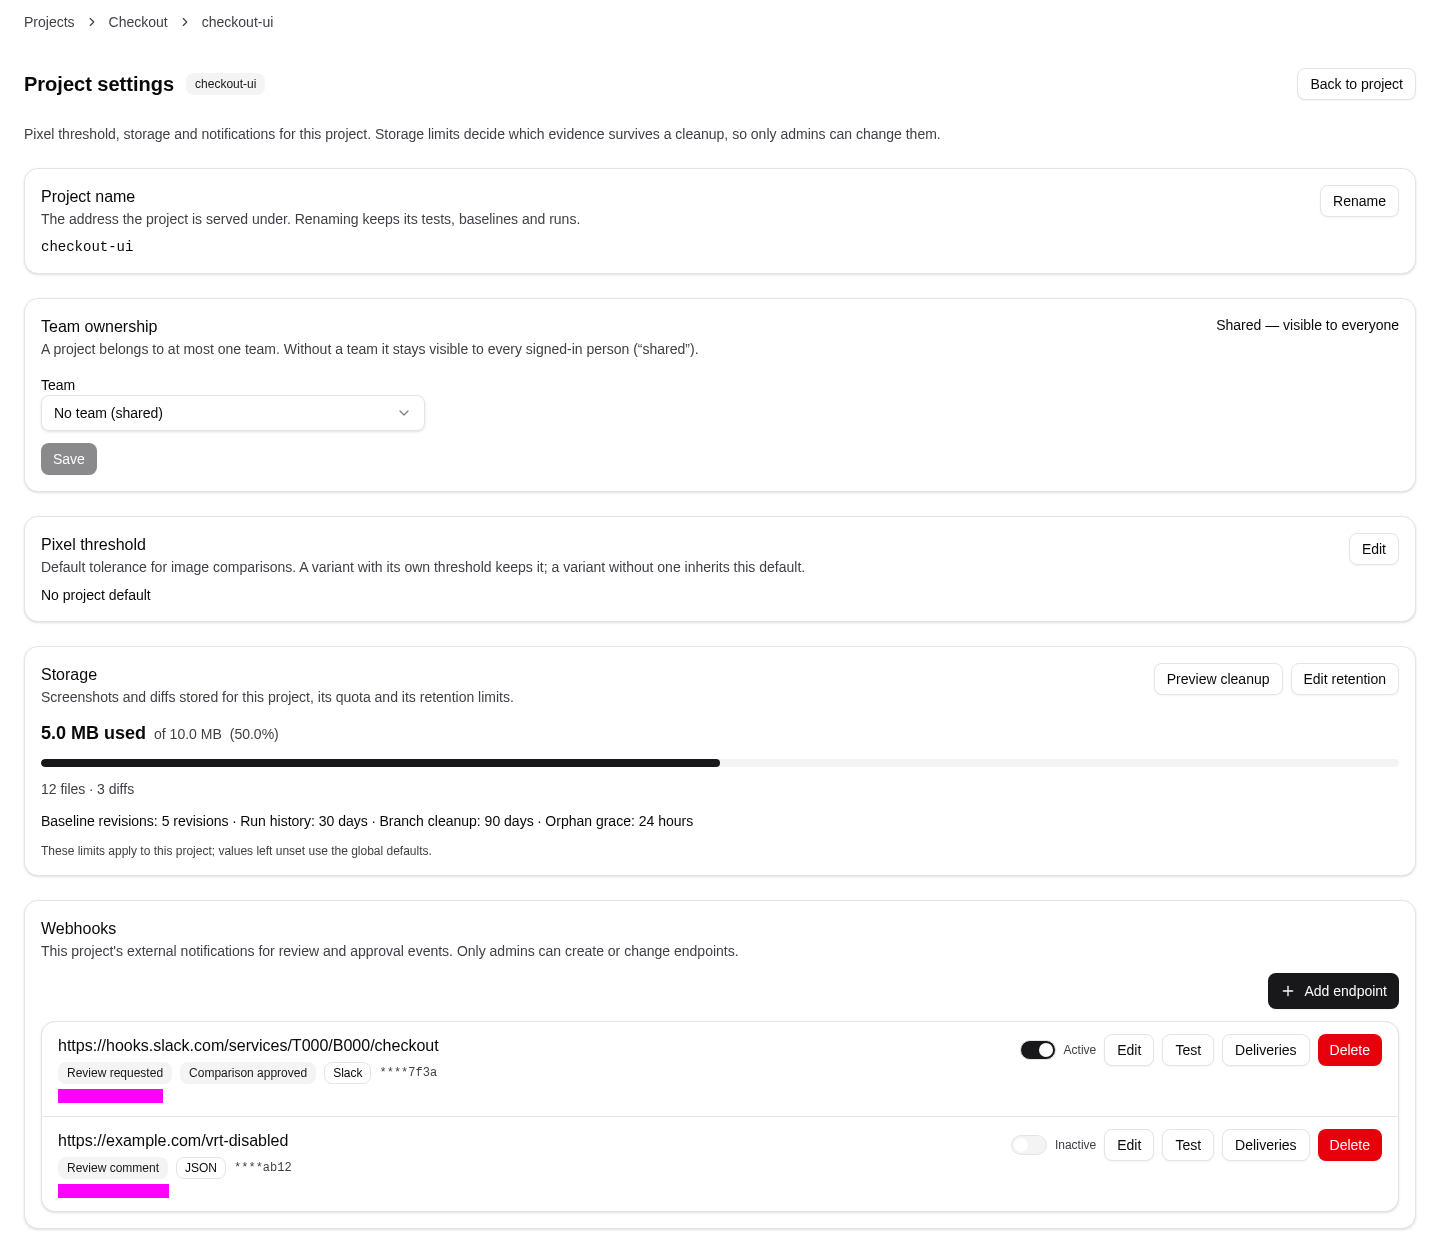 Projects > Checkout > checkout-ui
Project settings checkout-ui Back to project
Pixel threshold, storage and notifications for this project. Storage limits decide which evidence survives a cleanup, so only admins can change them.
Project name Rename
The address the project is served under. Renaming keeps its tests, baselines and runs.
checkout-ui
Team ownership Shared — visible to everyone
A project belongs to at most one team. Without a team it stays visible to every signed-in person (“shared”).
Team
No team (shared)
Save
Pixel threshold Edit
Default tolerance for image comparisons. A variant with its own threshold keeps it; a variant without one inherits this default.
No project default
Storage Preview cleanup Edit retention
Screenshots and diffs stored for this project, its quota and its retention limits.
5.0 MB used of 10.0 MB (50.0%)
12 files · 3 diffs
Baseline revisions: 5 revisions · Run history: 30 days · Branch cleanup: 90 days · Orphan grace: 24 hours
These limits apply to this project; values left unset use the global defaults.
Webhooks
This project's external notifications for review and approval events. Only admins can create or change endpoints.
+ Add endpoint
https://hooks.slack.com/services/T000/B000/checkout Active Edit Test Deliveries Delete
Review requested Comparison approved Slack ****7f3a
https://example.com/vrt-disabled Inactive Edit Test Deliveries Delete
Review comment JSON ****ab12